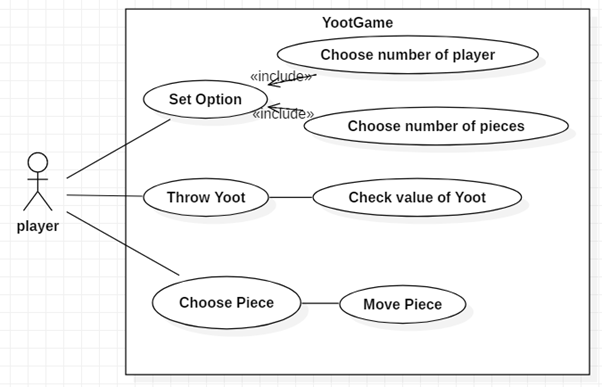 YootGame
Choose number of player
«include»
Set Option
«include»
Choose number of pieces
player
Throw Yoot
Check value of Yoot
Choose Piece
Move Piece